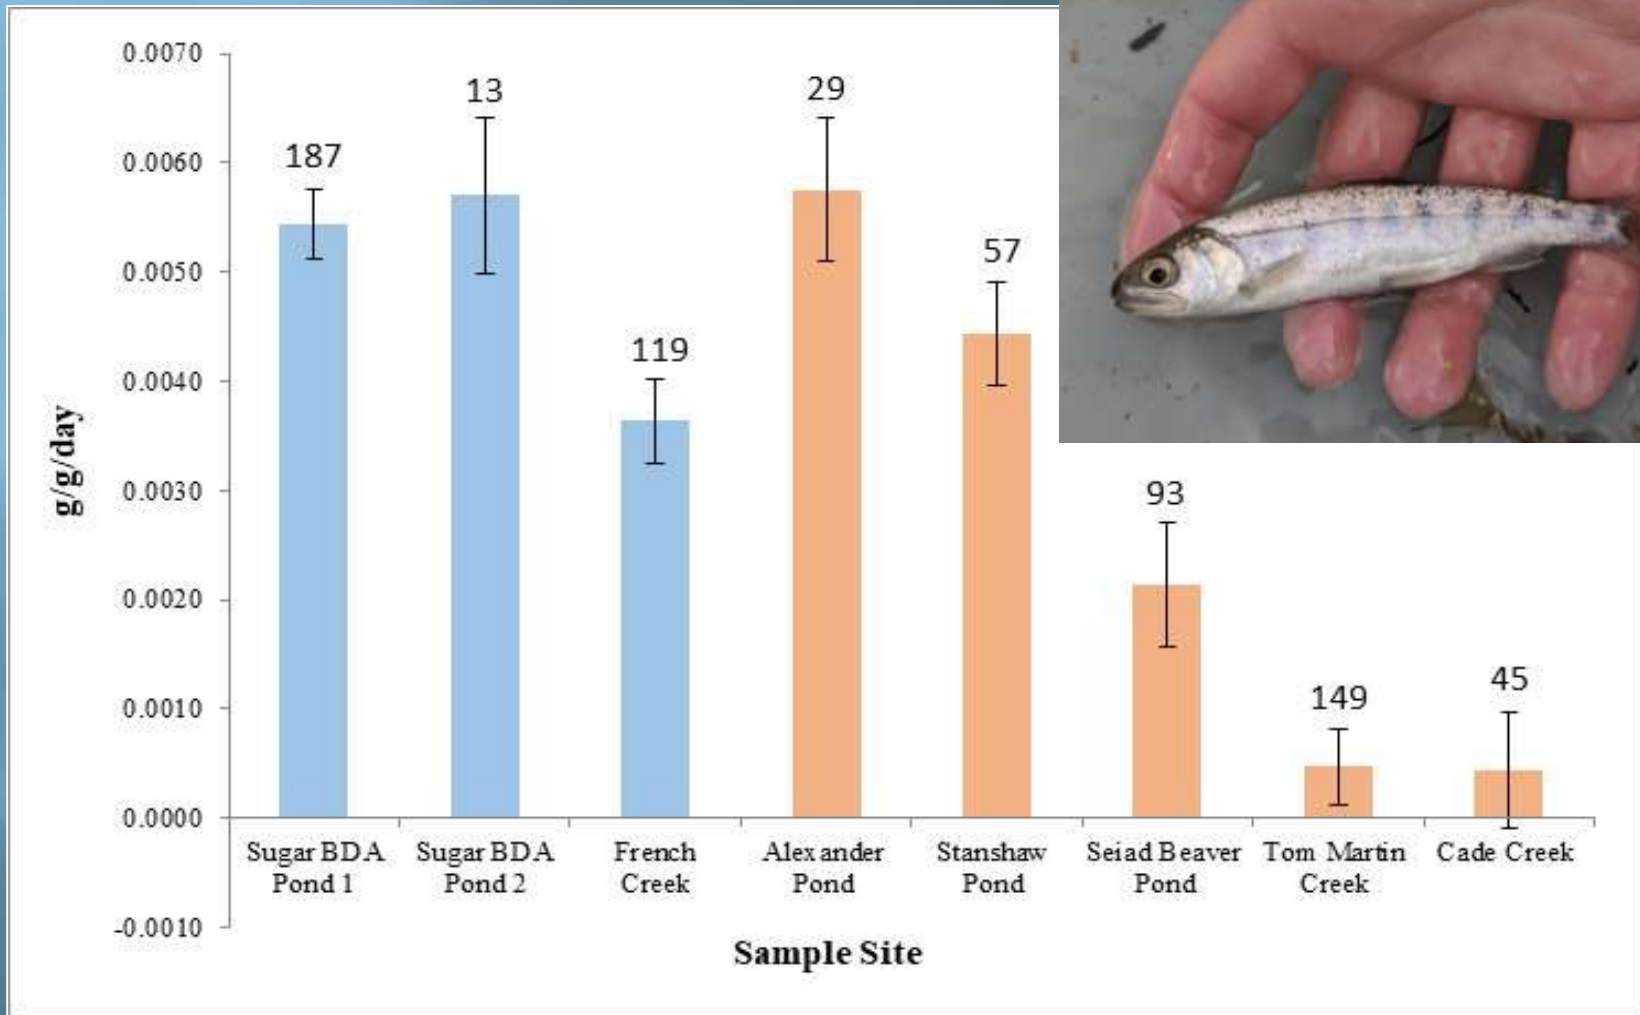 0.0070
0.0060
0.0050
0.0040
0.0030
0.0020
0.0010
0.0000
-0.0010
g/g/day
187
13
119
29
57
93
149
45
Sugar BDA
Pond 1
Sugar BDA
Pond 2
French
Creek
Alexander
Pond
Stanshaw
Pond
Seiad Beaver
Pond
Tom Martin
Creek
Cade Creek
Sample Site